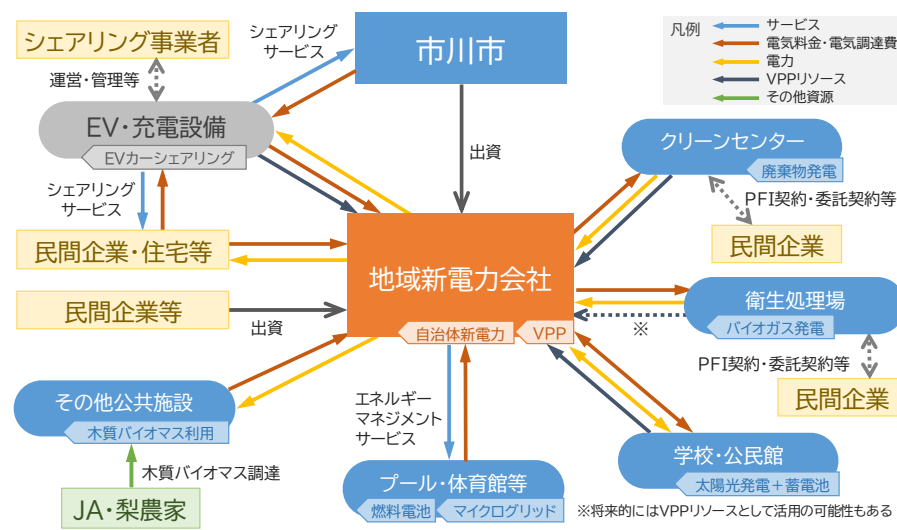 シェアリング事業者
運営・管理等
EV・充電設備
EVカーシェアリング
シェアリング
サービス
市川市
出資
凡例
サービス
電気料金・電気調達費
電力
VPPリソース
その他資源
クリーンセンター
廃棄物発電
PFI契約・委託契約等
民間企業
シェアリング
サービス
民間企業・住宅等
民間企業等
出資
地域新電力会社
自治体新電力
VPP
衛生処理場
バイオガス発電
※
PFI契約・委託契約等
民間企業
その他公共施設
木質バイオマス利用
木質バイオマス調達
JA・梨農家
エネルギー
マネジメント
サービス
プール・体育館等
燃料電池
マイクログリッド
学校・公民館
太陽光発電+蓄電池
※将来的にはVPPリソースとして活用の可能性もある